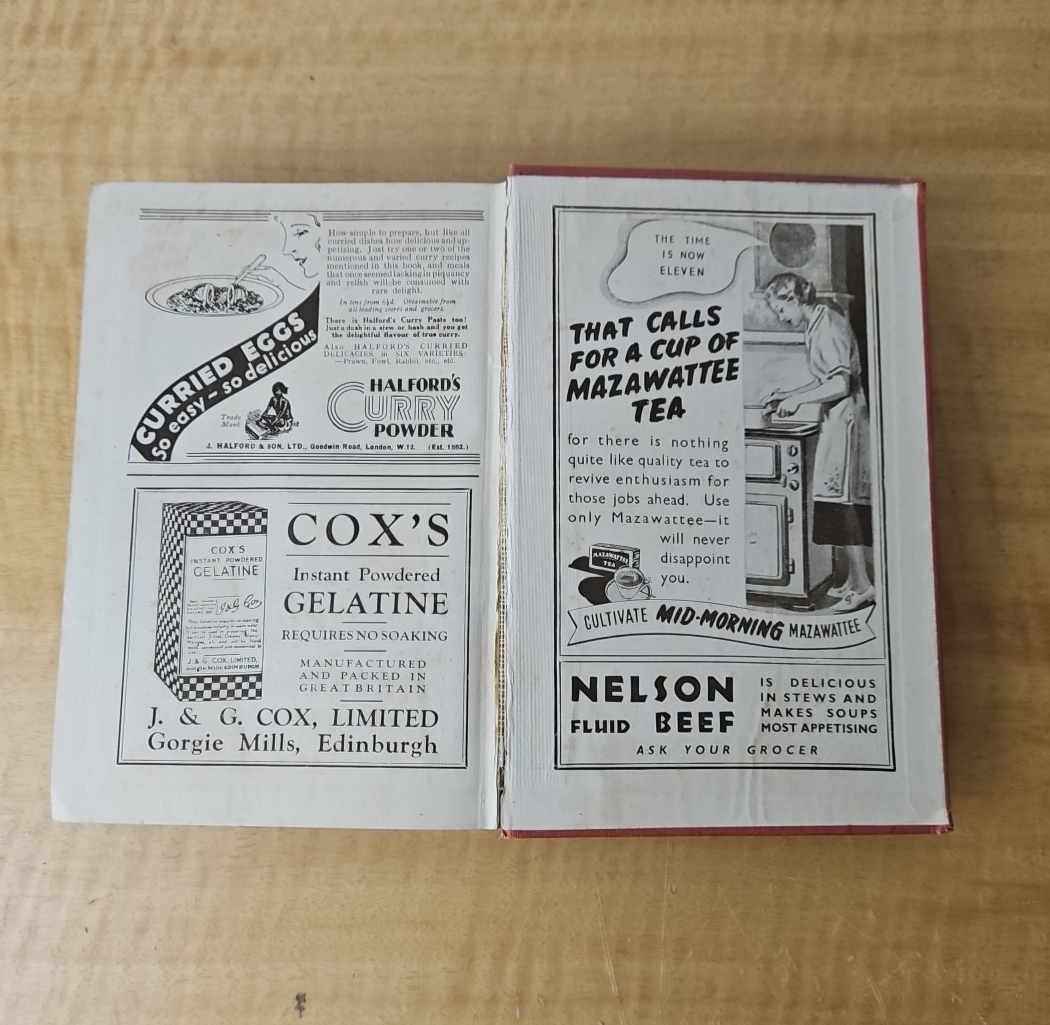 How simple to prepare, but like all
curried dishes how delicious and ap-
petizing. Just try one or two of the
numerous and varied curry recipes
mentioned in this book, and meals
that once seemed lacking in piquancy
and relish will be consumed with
rare delight.
In tins from 6½d. Obtainable from
all leading stores and grocers.
There is Halford's Curry Paste too!
Just a dash in a stew or hash and you get
the delightful flavour of true curry.
Also HALFORD'S CURRIED
DELICACIES in SIX VARIETIES:
—Prawn, Fowl, Rabbit, etc., etc.
CURRIED EGGS
So easy – so delicious
Trade
Mark
HALFORD'S
CURRY
POWDER
J. HALFORD & SON, LTD., Goodwin Road, London, W.12. (Est. 1862.)
COX'S
INSTANT POWDERED
GELATINE
J & G Cox
J. & G. COX, LIMITED,
Gorgie Mills EDINBURGH
COX'S
Instant Powdered
GELATINE
REQUIRES NO SOAKING
MANUFACTURED
AND PACKED IN
GREAT BRITAIN
J. & G. COX, LIMITED
Gorgie Mills, Edinburgh
THE TIME
IS NOW
ELEVEN
THAT CALLS
FOR A CUP OF
MAZAWATTEE
TEA
for there is nothing
quite like quality tea to
revive enthusiasm for
those jobs ahead. Use
only Mazawattee—it
will never
disappoint
you.
MAZAWATTEE
TEA
CULTIVATE MID-MORNING MAZAWATTEE
NELSON
FLUID BEEF
IS DELICIOUS
IN STEWS AND
MAKES SOUPS
MOST APPETISING
ASK YOUR GROCER